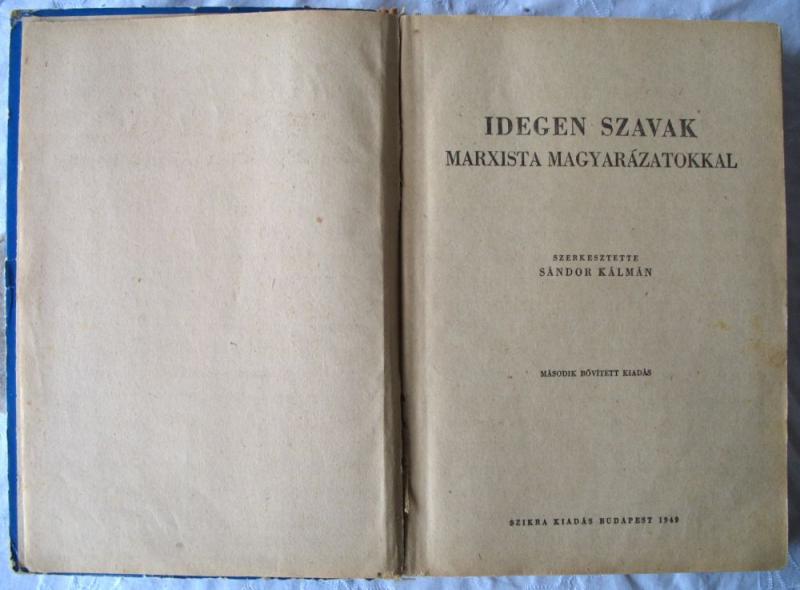 IDEGEN SZAVAK
MARXISTA MAGYARÁZATOKKAL
SZERKESZTETTE
SÁNDOR KÁLMÁN
MÁSODIK BŐVÍTETT KIADÁS
SZIKRA KIADÁS BUDAPEST 1949